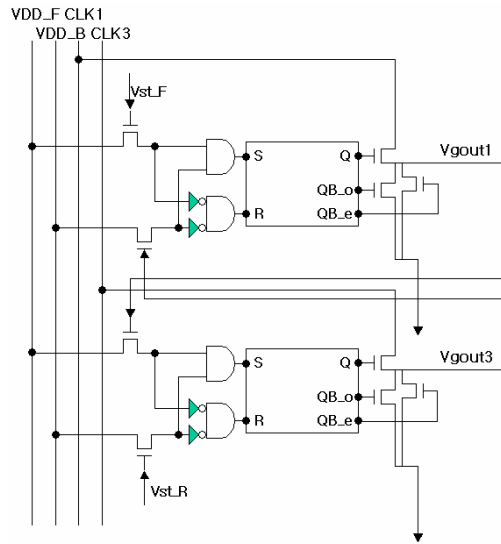 VDD_F CLK1
VDD_B CLK3
Vst_F
S Q Vgout1
QB_o
R QB_e
S Q Vgout3
QB_o
R QB_e
Vst_R